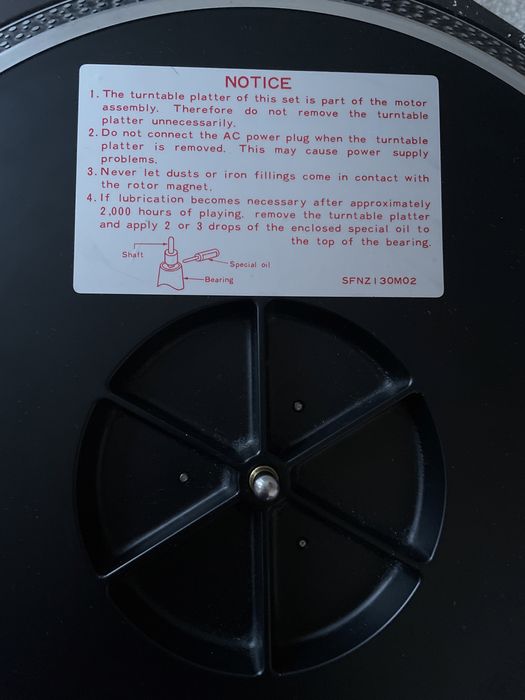 NOTICE
1. The turntable platter of this set is part of the motor
assembly. Therefore do not remove the turntable
platter unnecessarily.
2. Do not connect the AC power plug when the turntable
platter is removed. This may cause power supply
problems.
3. Never let dusts or iron fillings come in contact with
the rotor magnet.
4. If lubrication becomes necessary after approximately
2,000 hours of playing. remove the turntable platter
and apply 2 or 3 drops of the enclosed special oil to
the top of the bearing.
Shaft
Special oil
Bearing
SFNZ130M02